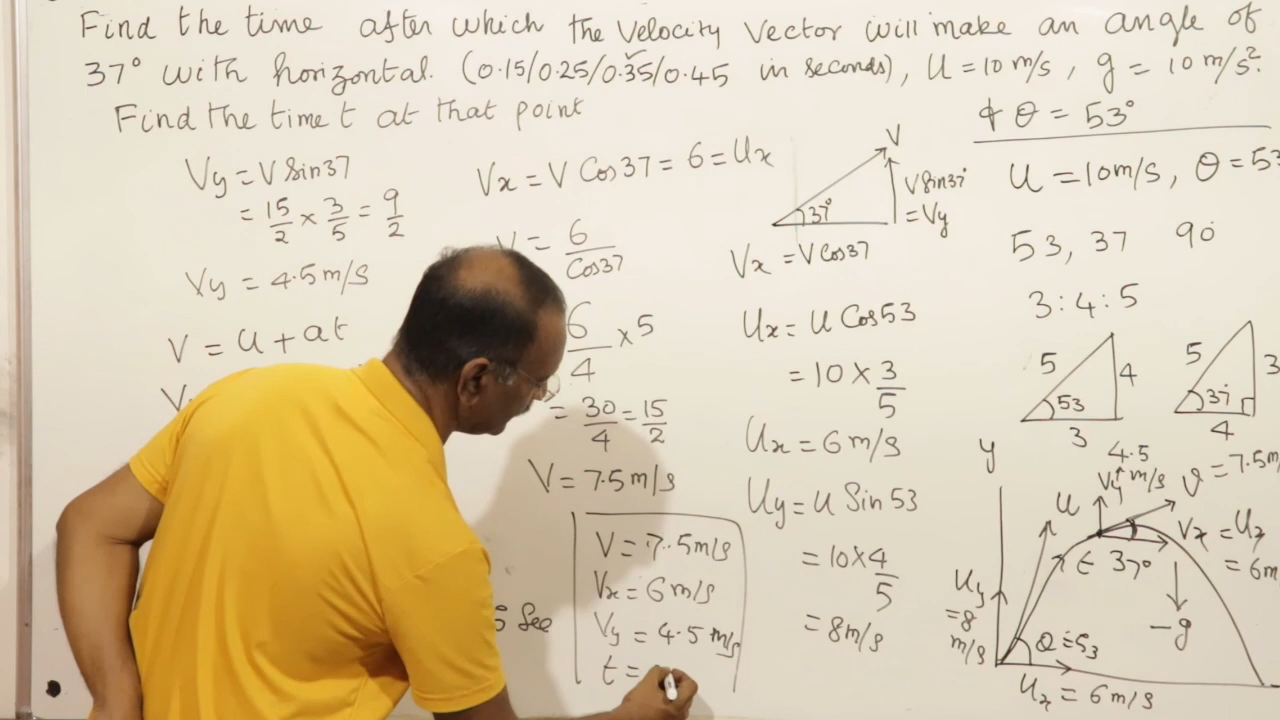 Find the time after which the velocity vector will make an angle of
37° with horizontal. (0.15/0.25/0.35/0.45 in seconds), U = 10 m/s, g = 10 m/s².
Find the time t at that point
& θ = 53°
Vy = V Sin37
= 15/2 × 3/5 = 9/2
Vy = 4.5 m/s
V = U + at
Vx = V Cos37 = 6 = Ux
= 6/Cos37
6/4 × 5
= 30/4 = 15/2
V = 7.5 m/s
V = 7.5 m/s
Vx = 6 m/s
Vy = 4.5 m/s
t =
Sec
V
37°
V Sin37°
= Vy
Vx = V Cos37
Ux = U Cos53
= 10 × 3/5
Ux = 6 m/s
Uy = U Sin 53
= 10 × 4/5
= 8 m/s
U = 10 m/s, θ = 53
53, 37 90°
3 : 4 : 5
5 4
53
3
5 3
37°
4
y
4.5
Vy m/s
V = 7.5 m
U
Vx = Ux
= 6 m
t 37°
-g
Uy
= 8
m/s
θ = 53
Ux = 6 m/s